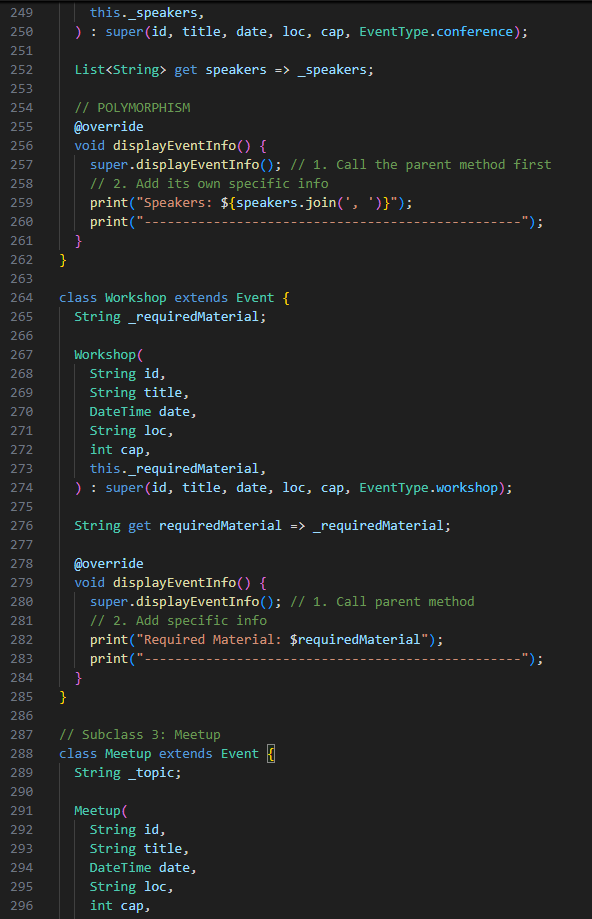 249 this._speakers,
250 ) : super(id, title, date, loc, cap, EventType.conference);
251
252 List<String> get speakers => _speakers;
253
254 // POLYMORPHISM
255 @override
256 void displayEventInfo() {
257 super.displayEventInfo(); // 1. Call the parent method first
258 // 2. Add its own specific info
259 print("Speakers: ${speakers.join(', ')}");
260 print("-------------------------------------------------");
261 }
262 }
263
264 class Workshop extends Event {
265 String _requiredMaterial;
266
267 Workshop(
268 String id,
269 String title,
270 DateTime date,
271 String loc,
272 int cap,
273 this._requiredMaterial,
274 ) : super(id, title, date, loc, cap, EventType.workshop);
275
276 String get requiredMaterial => _requiredMaterial;
277
278 @override
279 void displayEventInfo() {
280 super.displayEventInfo(); // 1. Call parent method
281 // 2. Add specific info
282 print("Required Material: $requiredMaterial");
283 print("-------------------------------------------------");
284 }
285 }
286
287 // Subclass 3: Meetup
288 class Meetup extends Event {
289 String _topic;
290
291 Meetup(
292 String id,
293 String title,
294 DateTime date,
295 String loc,
296 int cap,